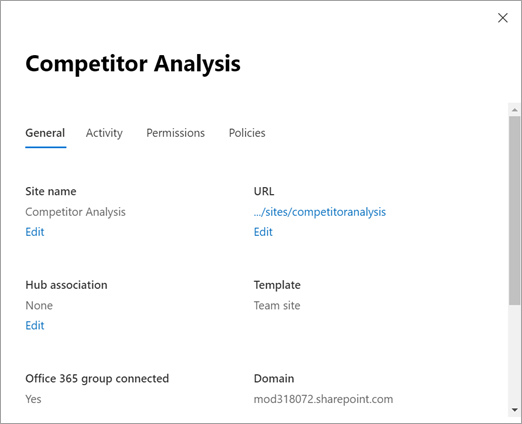 Competitor Analysis
General Activity Permissions Policies
Site name URL
Competitor Analysis .../sites/competitoranalysis
Edit Edit
Hub association Template
None Team site
Edit
Office 365 group connected Domain
Yes mod318072.sharepoint.com